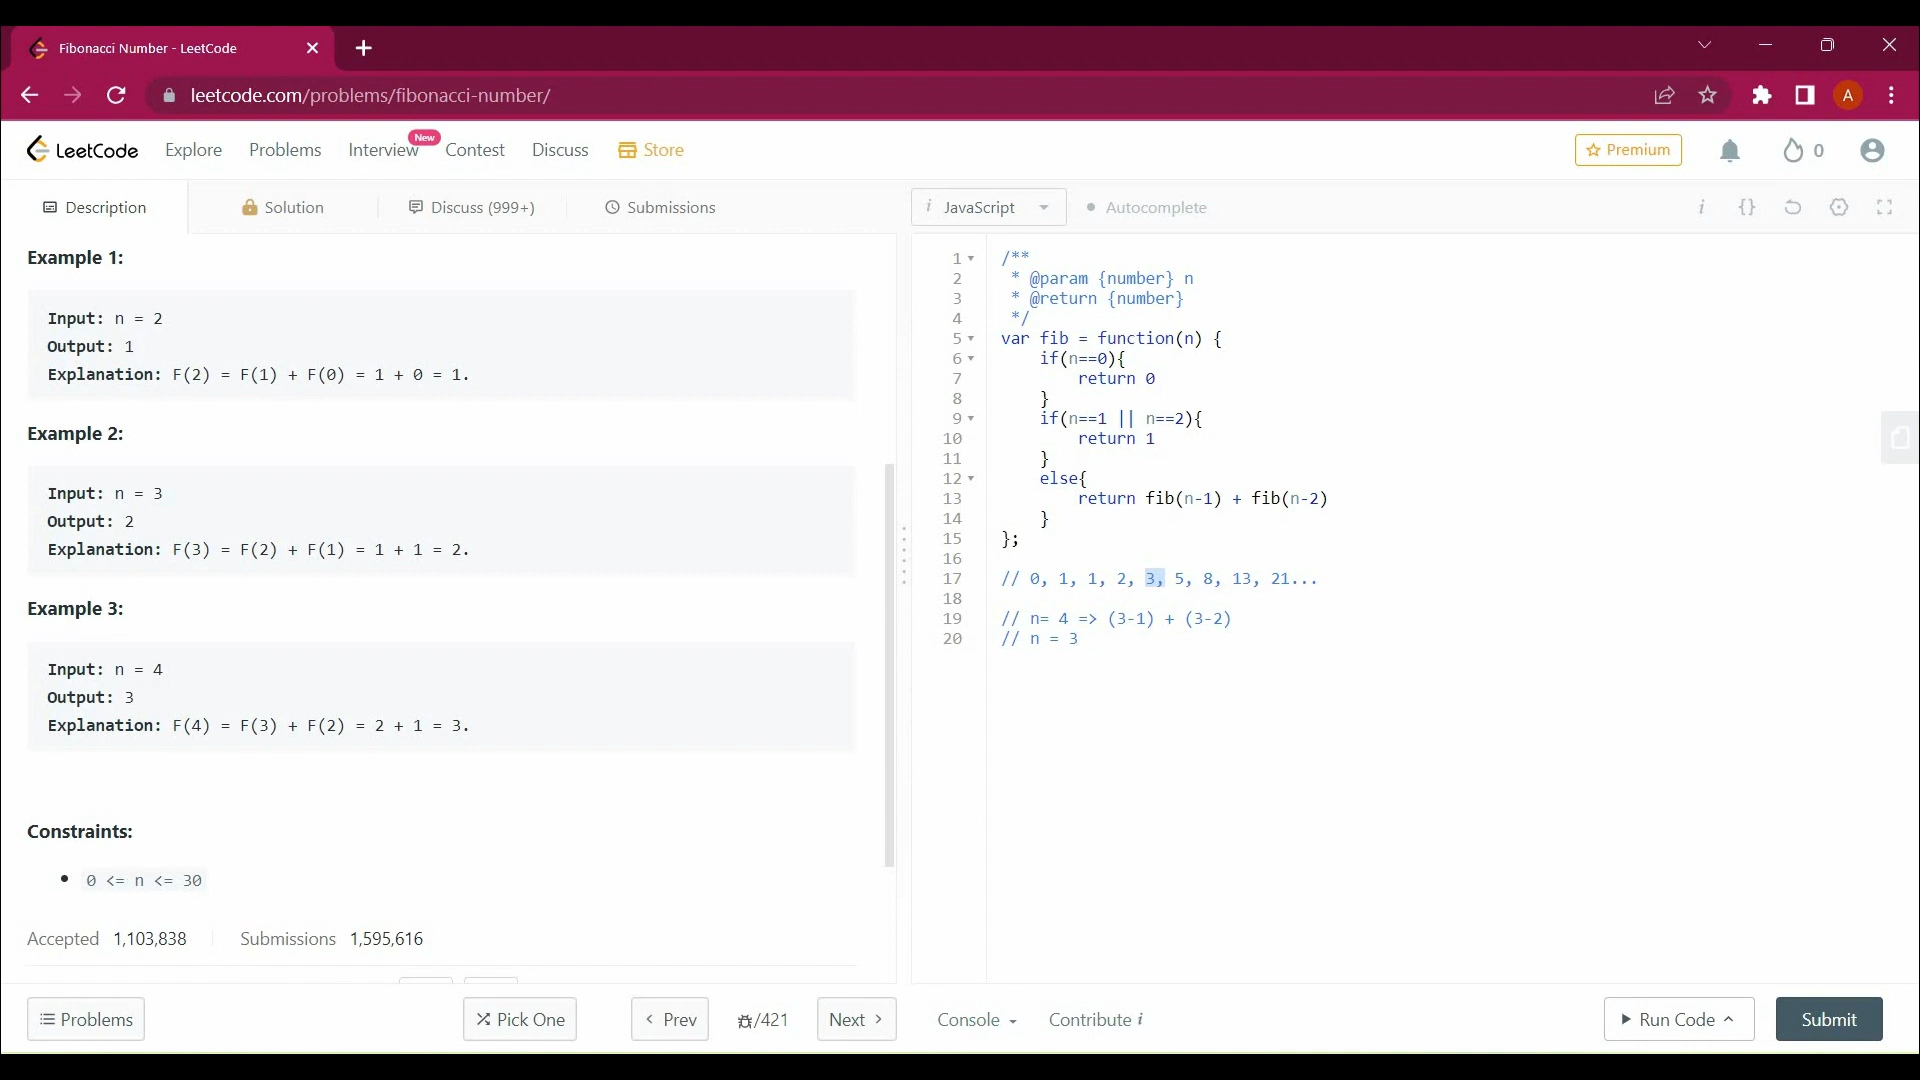 Fibonacci Number - LeetCode
leetcode.com/problems/fibonacci-number/
A
LeetCode Explore Problems Interview New Contest Discuss Store Premium 0
Description Solution Discuss (999+) Submissions
i JavaScript Autocomplete i {}
Example 1:
Input: n = 2
Output: 1
Explanation: F(2) = F(1) + F(0) = 1 + 0 = 1.
Example 2:
Input: n = 3
Output: 2
Explanation: F(3) = F(2) + F(1) = 1 + 1 = 2.
Example 3:
Input: n = 4
Output: 3
Explanation: F(4) = F(3) + F(2) = 2 + 1 = 3.
Constraints:
0 <= n <= 30
Accepted 1,103,838 Submissions 1,595,616
1 /**
2  * @param {number} n
3  * @return {number}
4  */
5 var fib = function(n) {
6     if(n==0){
7         return 0
8     }
9     if(n==1 || n==2){
10         return 1
11     }
12     else{
13         return fib(n-1) + fib(n-2)
14     }
15 };
16
17 // 0, 1, 1, 2, 3, 5, 8, 13, 21...
18
19 // n= 4 => (3-1) + (3-2)
20 // n = 3
Problems Pick One Prev /421 Next Console Contribute i Run Code Submit